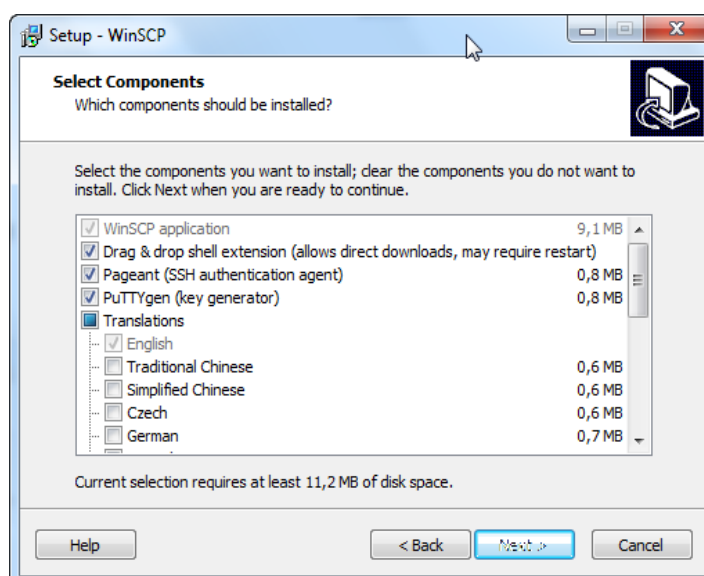 Setup - WinSCP
Select Components
Which components should be installed?
Select the components you want to install; clear the components you do not want to
install. Click Next when you are ready to continue.
WinSCP application 9,1 MB
Drag & drop shell extension (allows direct downloads, may require restart)
Pageant (SSH authentication agent) 0,8 MB
PuTTYgen (key generator) 0,8 MB
Translations
English
Traditional Chinese 0,6 MB
Simplified Chinese 0,6 MB
Czech 0,6 MB
German 0,7 MB
Current selection requires at least 11,2 MB of disk space.
Help < Back Next > Cancel